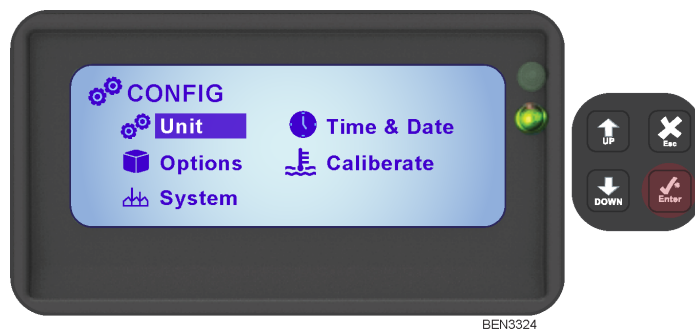 CONFIG
Unit
Time & Date
Options
Caliberate
System
UP
Esc
DOWN
Enter
BEN3324